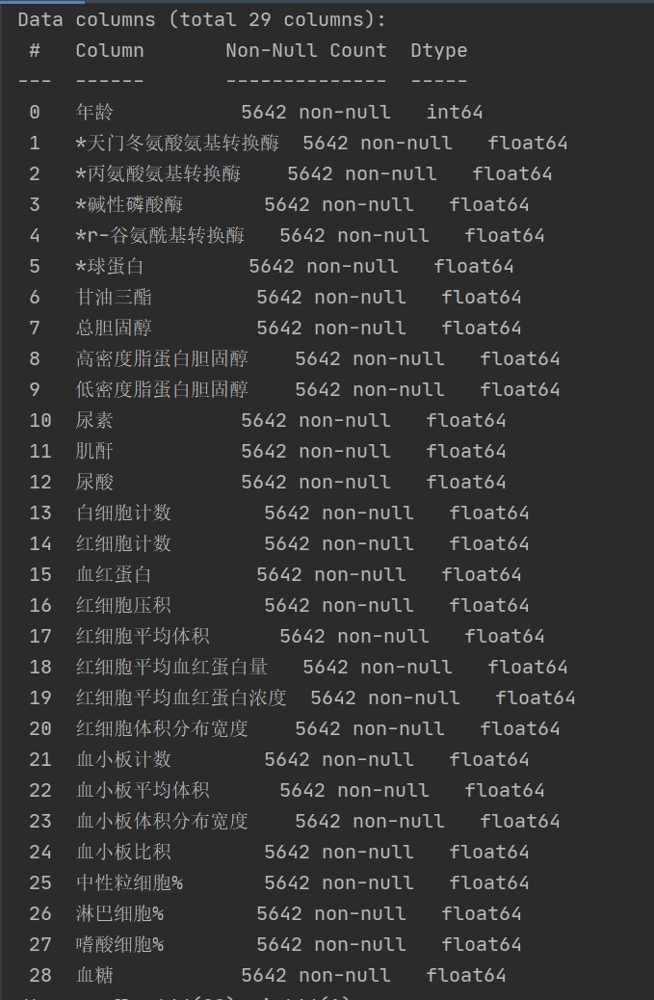 Data columns (total 29 columns):
#   Column       Non-Null Count  Dtype
---  ------       --------------  -----
0   年龄           5642 non-null   int64
1   *天门冬氨酸氨基转换酶  5642 non-null   float64
2   *丙氨酸氨基转换酶    5642 non-null   float64
3   *碱性磷酸酶       5642 non-null   float64
4   *r-谷氨酰基转换酶   5642 non-null   float64
5   *球蛋白         5642 non-null   float64
6   甘油三酯         5642 non-null   float64
7   总胆固醇         5642 non-null   float64
8   高密度脂蛋白胆固醇    5642 non-null   float64
9   低密度脂蛋白胆固醇    5642 non-null   float64
10  尿素           5642 non-null   float64
11  肌酐           5642 non-null   float64
12  尿酸           5642 non-null   float64
13  白细胞计数        5642 non-null   float64
14  红细胞计数        5642 non-null   float64
15  血红蛋白         5642 non-null   float64
16  红细胞压积        5642 non-null   float64
17  红细胞平均体积      5642 non-null   float64
18  红细胞平均血红蛋白量   5642 non-null   float64
19  红细胞平均血红蛋白浓度  5642 non-null   float64
20  红细胞体积分布宽度    5642 non-null   float64
21  血小板计数        5642 non-null   float64
22  血小板平均体积      5642 non-null   float64
23  血小板体积分布宽度    5642 non-null   float64
24  血小板比积        5642 non-null   float64
25  中性粒细胞%       5642 non-null   float64
26  淋巴细胞%        5642 non-null   float64
27  嗜酸细胞%        5642 non-null   float64
28  血糖           5642 non-null   float64